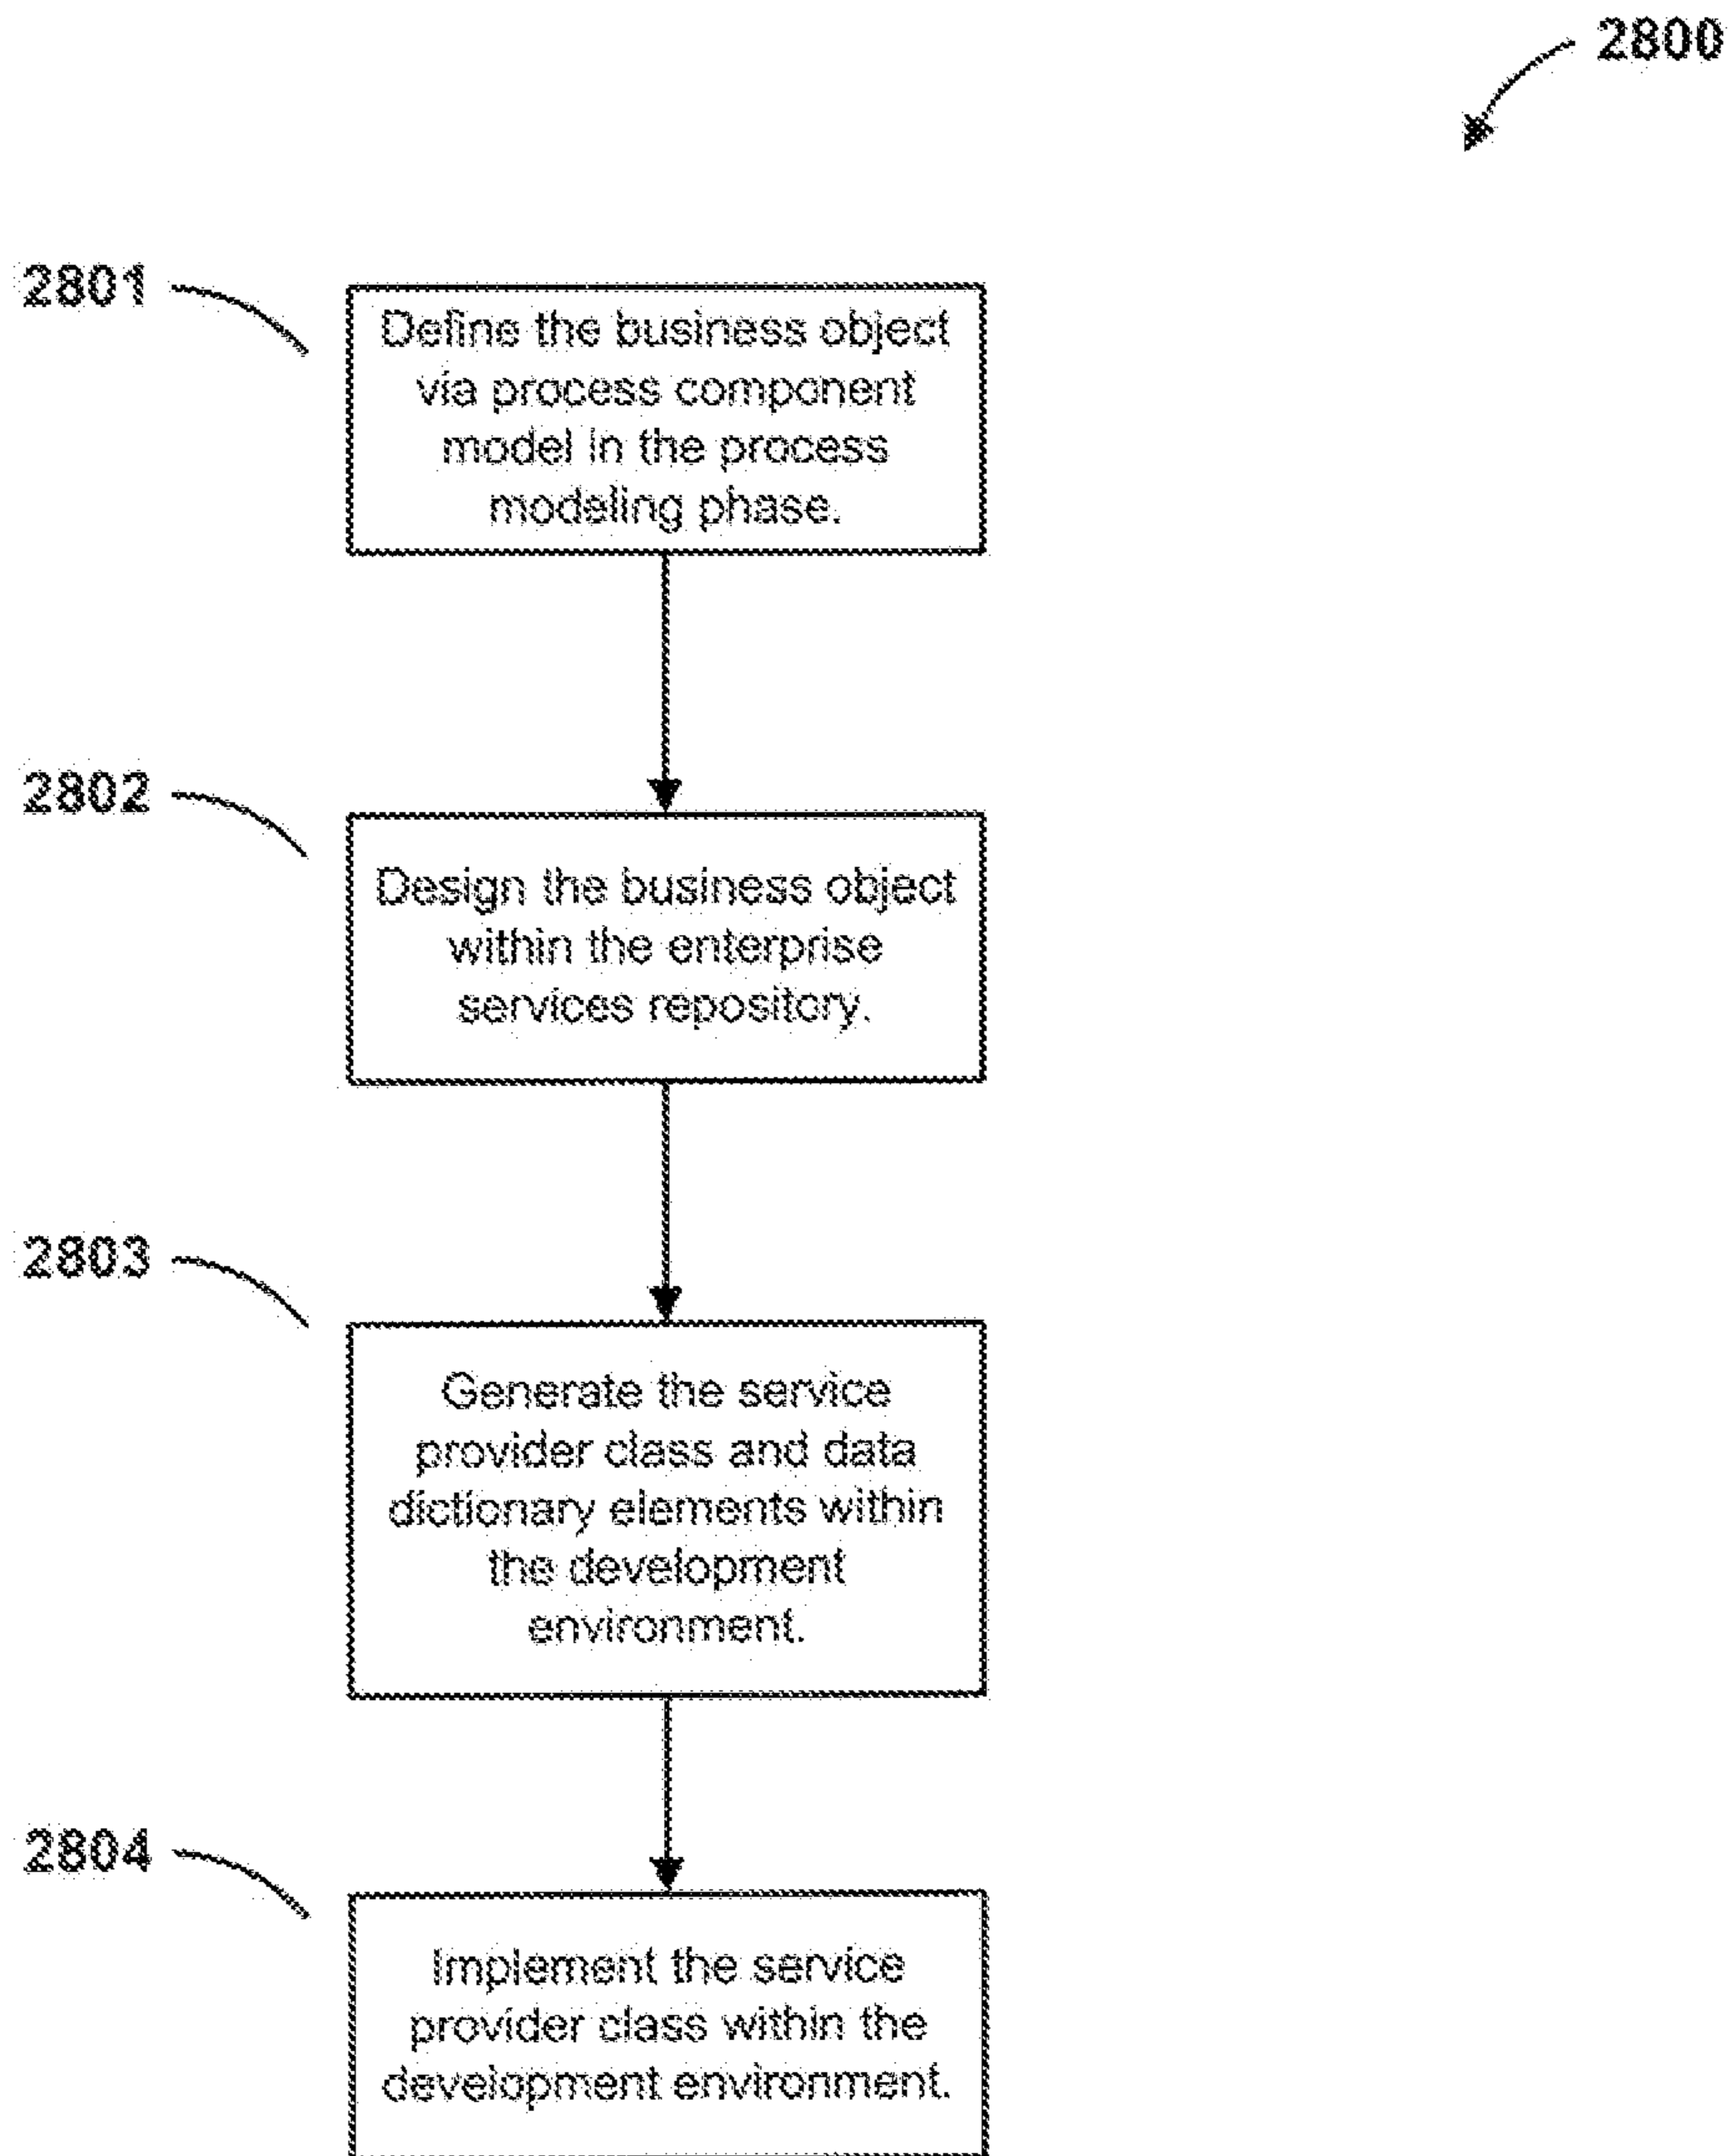 2800
2801
Define the business object
via process component
model in the process
modeling phase.
2802
Design the business object
within the enterprise
services repository.
2803
Generate the service
provider class and data
dictionary elements within
the development
environment.
2804
Implement the service
provider class within the
development environment.